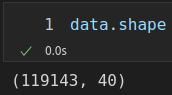 1 data.shape
0.0s
(119143, 40)